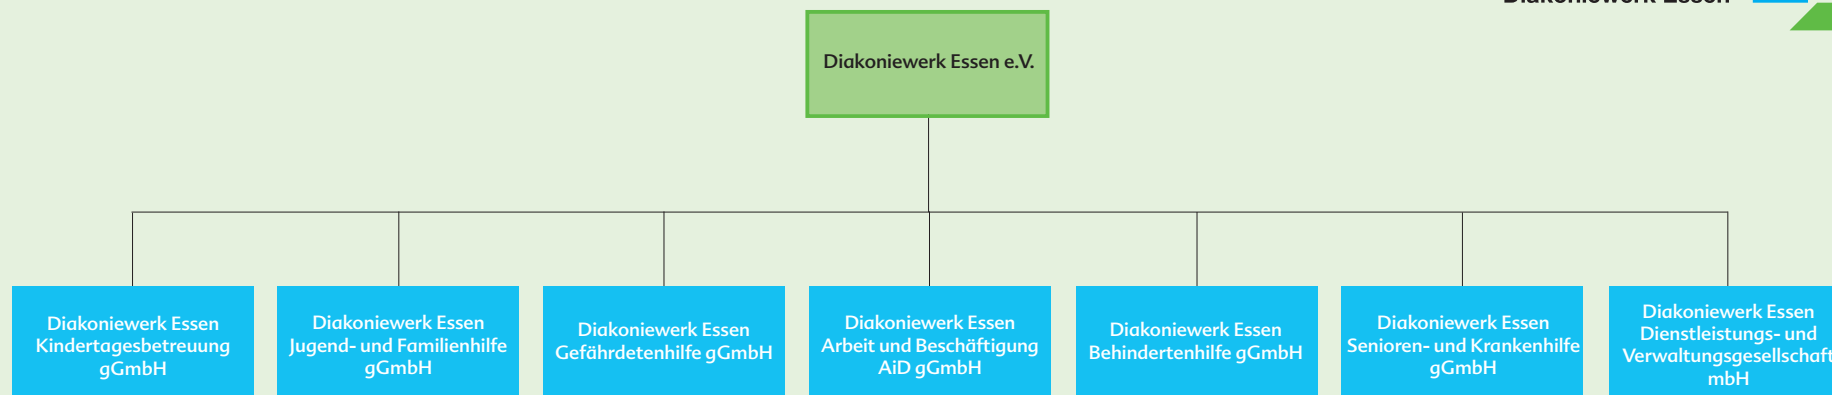 Diakoniewerk Essen
Diakoniewerk Essen e.V.
Diakoniewerk Essen
Kindertagesbetreuung
gGmbH
Diakoniewerk Essen
Jugend- und Familienhilfe
gGmbH
Diakoniewerk Essen
Gefährdetenhilfe gGmbH
Diakoniewerk Essen
Arbeit und Beschäftigung
AiD gGmbH
Diakoniewerk Essen
Behindertenhilfe gGmbH
Diakoniewerk Essen
Senioren- und Krankenhilfe
gGmbH
Diakoniewerk Essen
Dienstleistungs- und
Verwaltungsgesellschaft
mbH